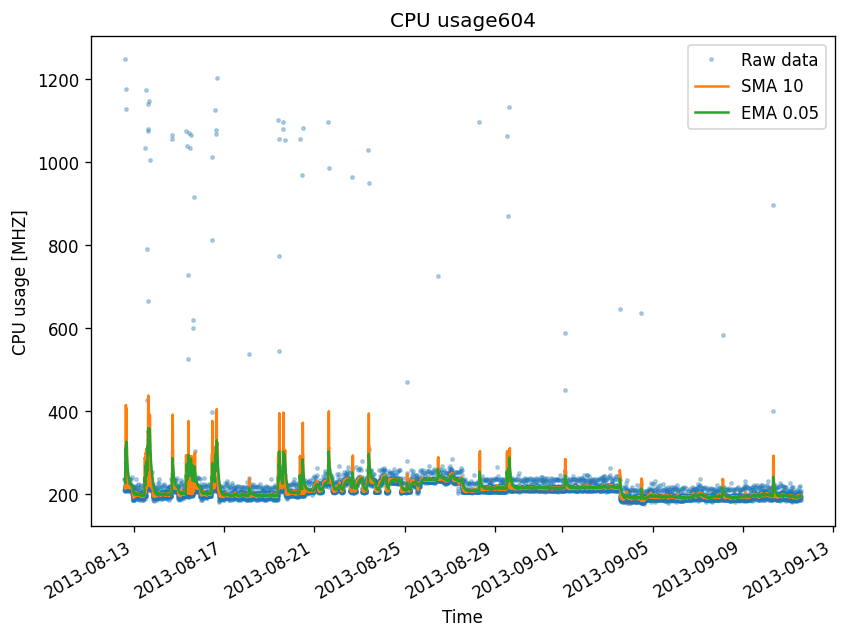 CPU usage604
Raw data
SMA 10
EMA 0.05
CPU usage [MHZ]
1200
1000
800
600
400
200
2013-08-13
2013-08-17
2013-08-21
2013-08-25
2013-08-29
2013-09-01
2013-09-05
2013-09-09
2013-09-13
Time